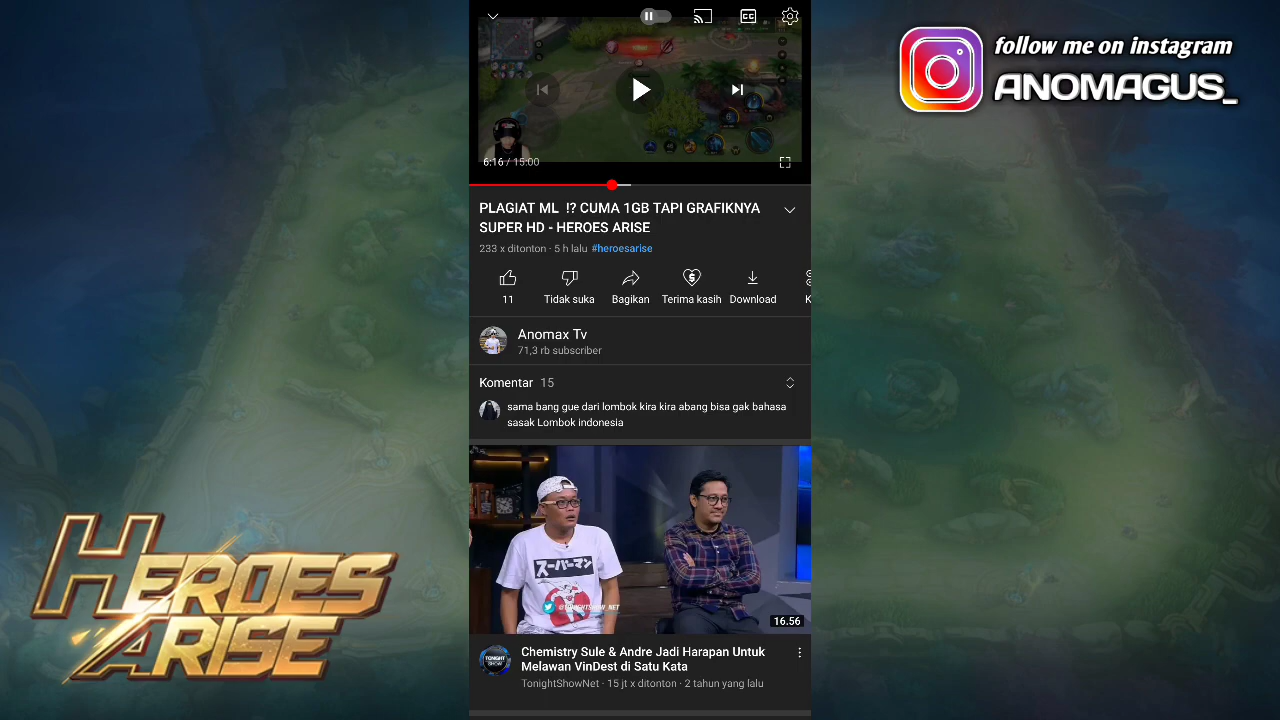 CC
6:16 / 15:00
PLAGIAT ML !? CUMA 1GB TAPI GRAFIKNYA
SUPER HD - HEROES ARISE
233 x ditonton · 5 h lalu #heroesarise
11
Tidak suka
Bagikan
Terima kasih
Download
K
Anomax Tv
71,3 rb subscriber
Komentar 15
sama bang gue dari lombok kira kira abang bisa gak bahasa
sasak Lombok indonesia
スーパーマン
@TONIGHTSHOW_NET
16.56
TONIGHT
SHOW
Chemistry Sule & Andre Jadi Harapan Untuk
Melawan VinDest di Satu Kata
TonightShowNet · 15 jt x ditonton · 2 tahun yang lalu
follow me on instagram
ANOMAGUS_
HEROES
ARISE